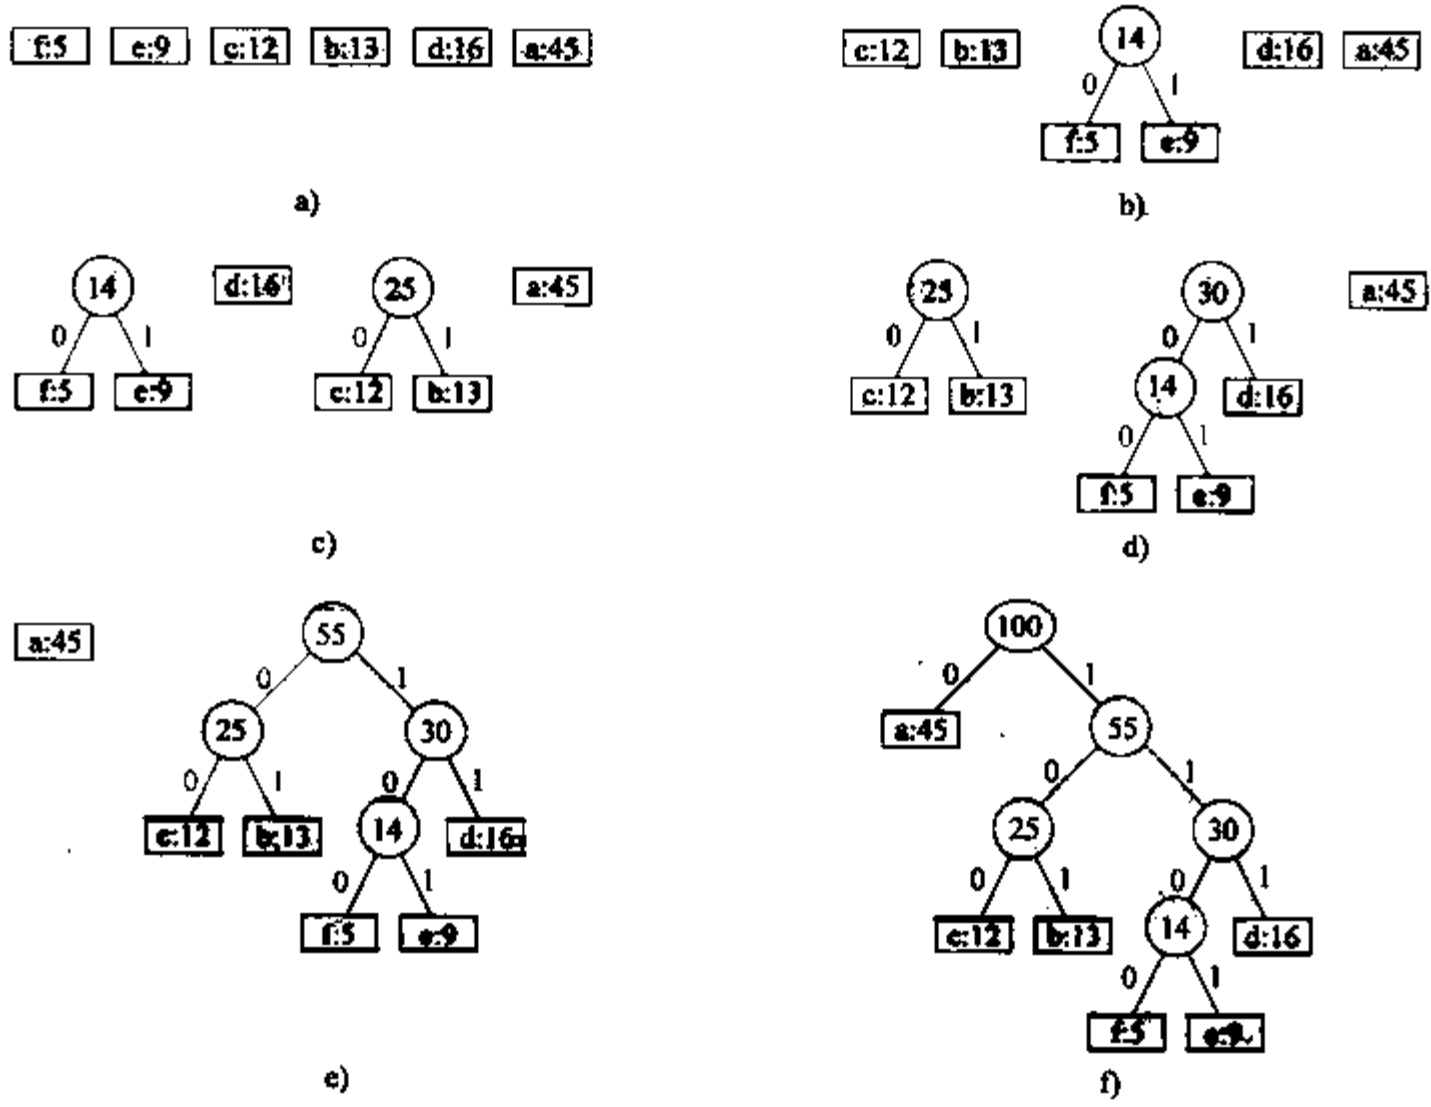 f:5 e:9 c:12 b:13 d:16 a:45
c:12 b:13 14 d:16 a:45
0 1
f:5 e:9
a)
b)
14 d:16 25 a:45
0 1 0 1
f:5 e:9 c:12 b:13
c)
25 30 a:45
0 1 0 1
c:12 b:13 14 d:16
0 1
f:5 e:9
d)
a:45 55
0 1
25 30
0 1 0 1
c:12 b:13 14 d:16
0 1
f:5 e:9
e)
100
0 1
a:45 55
0 1
25 30
0 1 0 1
c:12 b:13 14 d:16
0 1
f:5 e:9
f)